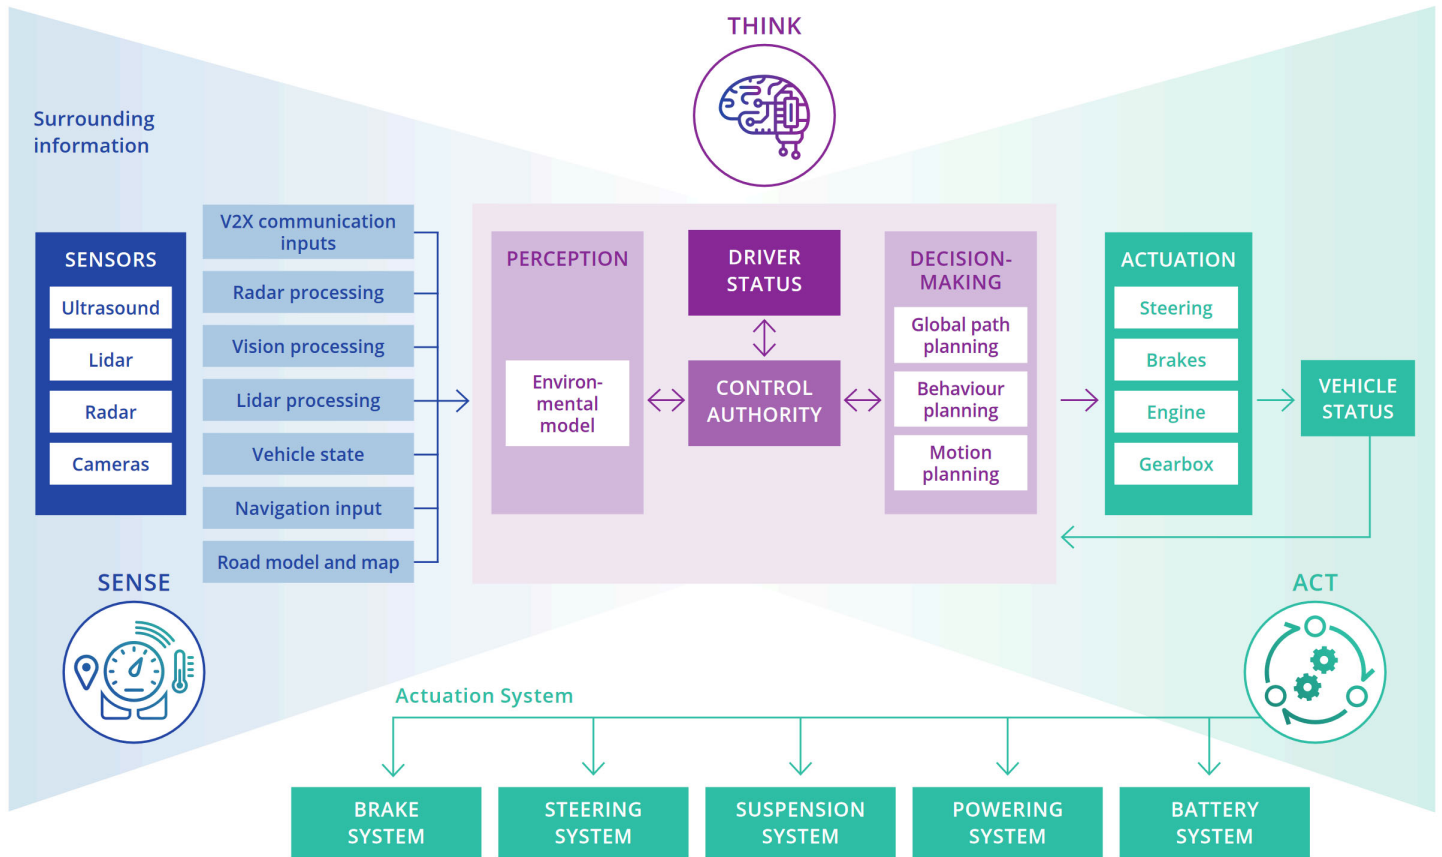 THINK
Surrounding
information
SENSORS
Ultrasound
Lidar
Radar
Cameras
V2X communication
inputs
Radar processing
Vision processing
Lidar processing
Vehicle state
Navigation input
Road model and map
PERCEPTION
Environ-
mental
model
DRIVER
STATUS
CONTROL
AUTHORITY
DECISION-
MAKING
Global path
planning
Behaviour
planning
Motion
planning
ACTUATION
Steering
Brakes
Engine
Gearbox
VEHICLE
STATUS
SENSE
ACT
Actuation System
BRAKE
SYSTEM
STEERING
SYSTEM
SUSPENSION
SYSTEM
POWERING
SYSTEM
BATTERY
SYSTEM